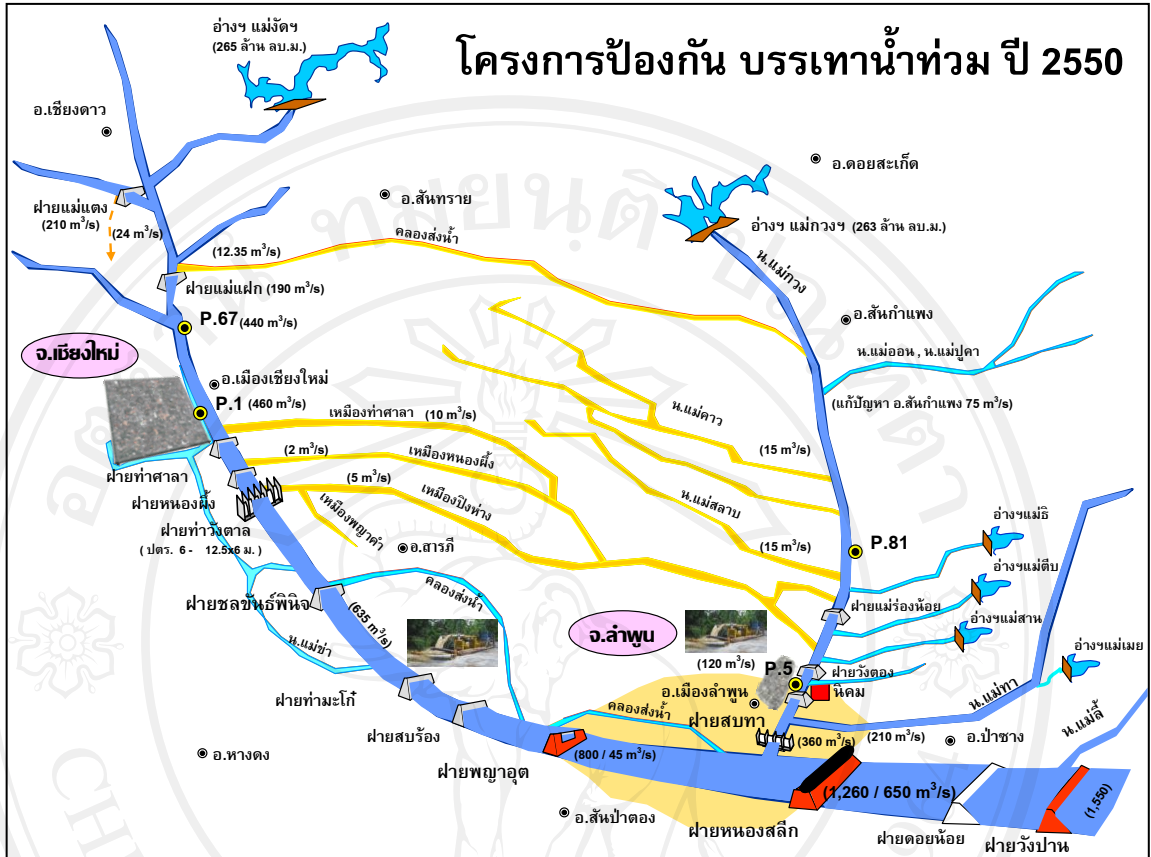 โครงการป้องกัน บรรเทาน้ำท่วม ปี 2550
อ่างฯ แม่งัดฯ
(265 ล้าน ลบ.ม.)
อ.เชียงดาว
อ.ดอยสะเก็ด
ฝายแม่แตง
(210 m³/s)
(24 m³/s)
อ.สันทราย
คลองส่งน้ำ
อ่างฯ แม่กวงฯ (263 ล้าน ลบ.ม.)
(12.35 m³/s)
น.แม่กวง
ฝายแม่แฝก (190 m³/s)
P.67 (440 m³/s)
อ.สันกำแพง
จ.เชียงใหม่
น.แม่ออน , น.แม่ปูคา
อ.เมืองเชียงใหม่
P.1 (460 m³/s)
(แก้ปัญหา อ.สันกำแพง 75 m³/s)
เหมืองท่าศาลา
(10 m³/s)
น.แม่คาว
(15 m³/s)
(2 m³/s)
เหมืองหนองผึ้ง
ฝายท่าศาลา
(5 m³/s)
เหมืองปิงห่าง
น.แม่สลาบ
ฝายหนองผึ้ง
เหมืองพญาคำ
อ่างฯแม่ธิ
ฝายท่าวังตาล
( ปตร. 6 - 12.5x6 ม. )
อ.สารภี
(15 m³/s)
P.81
อ่างฯแม่ตีบ
คลองส่งน้ำ
ฝายชลขันธ์พินิจ
(635 m³/s)
ฝายแม่ร่องน้อย
อ่างฯแม่สาน
จ.ลำพูน
น.แม่ข่า
(120 m³/s)
P.5
ฝายวังตอง
อ่างฯแม่เมย
อ.เมืองลำพูน
นิคม
ฝายท่ามะโก๋
คลองส่งน้ำ
ฝายสบทา
น.แม่ทา
น.แม่ลี้
ฝายสบร้อง
(360 m³/s)
(210 m³/s)
อ.ป่าซาง
อ.หางดง
ฝายพญาอุต
(800 / 45 m³/s)
(1,260 / 650 m³/s)
(1,550)
อ.สันป่าตอง
ฝายหนองสลีก
ฝายดอยน้อย
ฝายวังปาน